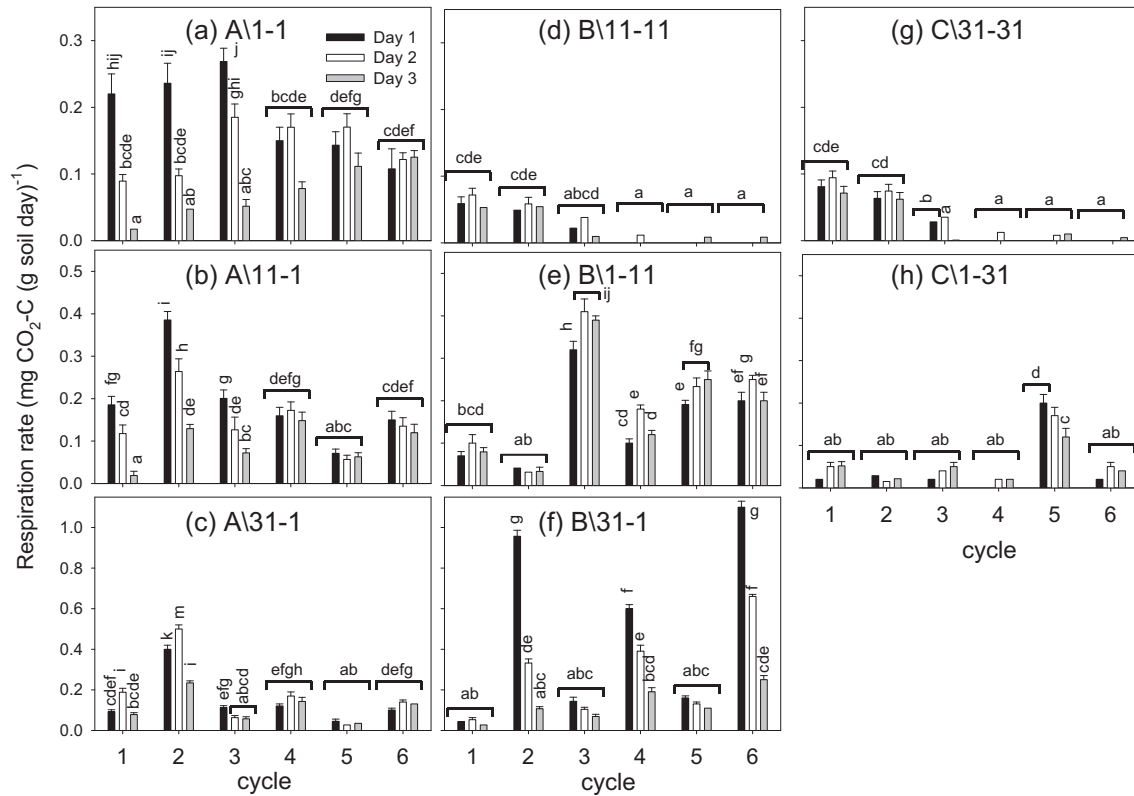 Respiration rate (mg CO2-C (g soil day)-1)
(a) A\1-1
Day 1
Day 2
Day 3
0.3
0.2
0.1
0.0
hij
bcde
a
ij
bcde
ab
j
ghi
abc
bcde
defg
cdef
(d) B\11-11
cde
cde
abcd
a
a
a
(g) C\31-31
cde
cd
b
a
a
a
a
(b) A\11-1
0.5
0.4
0.3
0.2
0.1
0.0
fg
cd
a
i
h
de
g
de
bc
defg
abc
cdef
(e) B\1-11
bcd
ab
h
ij
cd
e
d
e
fg
ef
g
ef
(h) C\1-31
ab
ab
ab
ab
d
c
ab
1 2 3 4 5 6
cycle
(c) A\31-1
1.0
0.8
0.6
0.4
0.2
0.0
cdef
i
bcde
k
m
i
efg
abcd
efgh
ab
defg
1 2 3 4 5 6
cycle
(f) B\31-1
ab
g
de
abc
abc
f
e
bcd
abc
g
f
cde
1 2 3 4 5 6
cycle